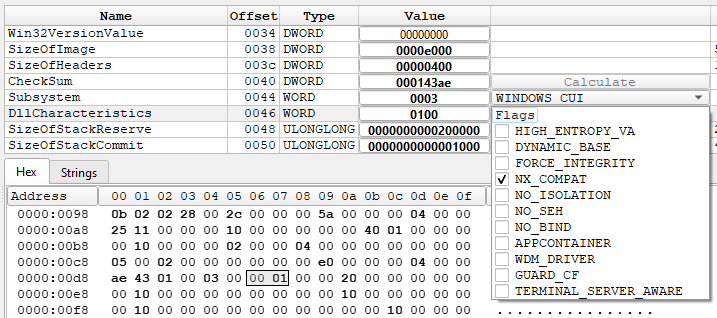 Name Offset Type Value
Win32VersionValue 0034 DWORD 00000000
SizeOfImage 0038 DWORD 0000e000
SizeOfHeaders 003c DWORD 00000400
CheckSum 0040 DWORD 000143ae Calculate
Subsystem 0044 WORD 0003 WINDOWS CUI
DllCharacteristics 0046 WORD 0100 Flags
SizeOfStackReserve 0048 ULONGLONG 0000000000200000
SizeOfStackCommit 0050 ULONGLONG 0000000000001000
HIGH_ENTROPY_VA
DYNAMIC_BASE
FORCE_INTEGRITY
NX_COMPAT
NO_ISOLATION
NO_SEH
NO_BIND
APPCONTAINER
WDM_DRIVER
GUARD_CF
TERMINAL_SERVER_AWARE
Hex Strings
Address 00 01 02 03 04 05 06 07 08 09 0a 0b 0c 0d 0e 0f
0000:0098 0b 02 02 28 00 2c 00 00 00 5a 00 00 00 04 00 00
0000:00a8 25 11 00 00 00 10 00 00 00 00 00 40 01 00 00 00
0000:00b8 00 10 00 00 00 02 00 00 04 00 00 00 00 00 00 00
0000:00c8 05 00 02 00 00 00 00 00 00 e0 00 00 00 04 00 00
0000:00d8 ae 43 01 00 03 00 00 01 00 00 20 00 00 00 00 00
0000:00e8 00 10 00 00 00 00 00 00 00 00 10 00 00 00 00 00
0000:00f8 00 10 00 00 00 00 00 00 00 00 00 00 10 00 00 00 ................